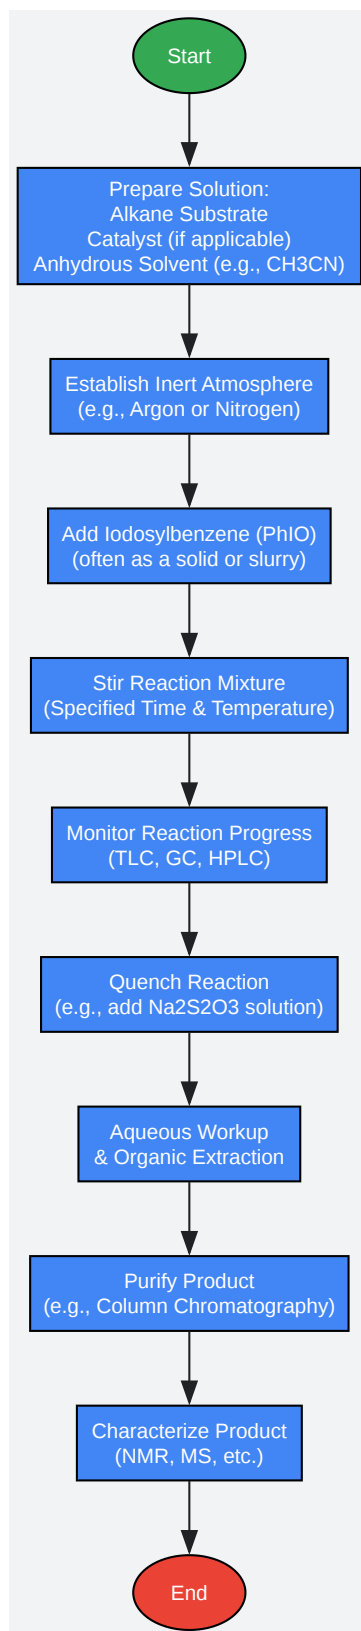 Start
Prepare Solution:
Alkane Substrate
Catalyst (if applicable)
Anhydrous Solvent (e.g., CH3CN)
Establish Inert Atmosphere
(e.g., Argon or Nitrogen)
Add Iodosylbenzene (PhIO)
(often as a solid or slurry)
Stir Reaction Mixture
(Specified Time & Temperature)
Monitor Reaction Progress
(TLC, GC, HPLC)
Quench Reaction
(e.g., add Na2S2O3 solution)
Aqueous Workup
& Organic Extraction
Purify Product
(e.g., Column Chromatography)
Characterize Product
(NMR, MS, etc.)
End